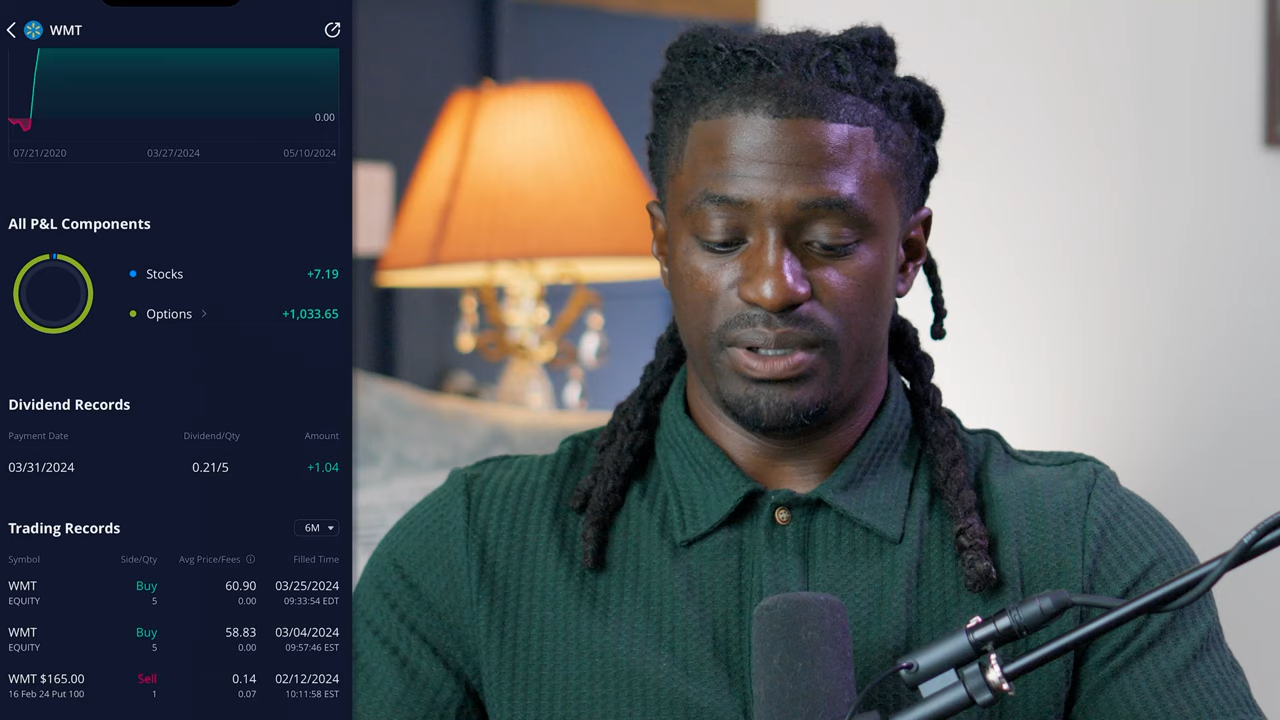 WMT
0.00
07/21/2020 03/27/2024 05/10/2024
All P&L Components
Stocks +7.19
Options > +1,033.65
Dividend Records
Payment Date Dividend/Qty Amount
03/31/2024 0.21/5 +1.04
Trading Records 6M
Symbol Side/Qty Avg Price/Fees Filled Time
WMT Buy 60.90 03/25/2024
EQUITY 5 0.00 09:33:54 EDT
WMT Buy 58.83 03/04/2024
EQUITY 5 0.00 09:57:46 EST
WMT $165.00 Sell 0.14 02/12/2024
16 Feb 24 Put 100 1 0.07 10:11:58 EST